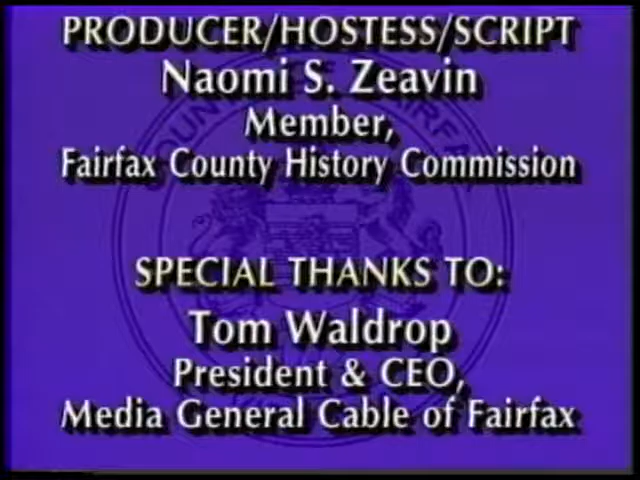 PRODUCER/HOSTESS/SCRIPT
Naomi S. Zeavin
Member,
Fairfax County History Commission
SPECIAL THANKS TO:
Tom Waldrop
President & CEO,
Media General Cable of Fairfax